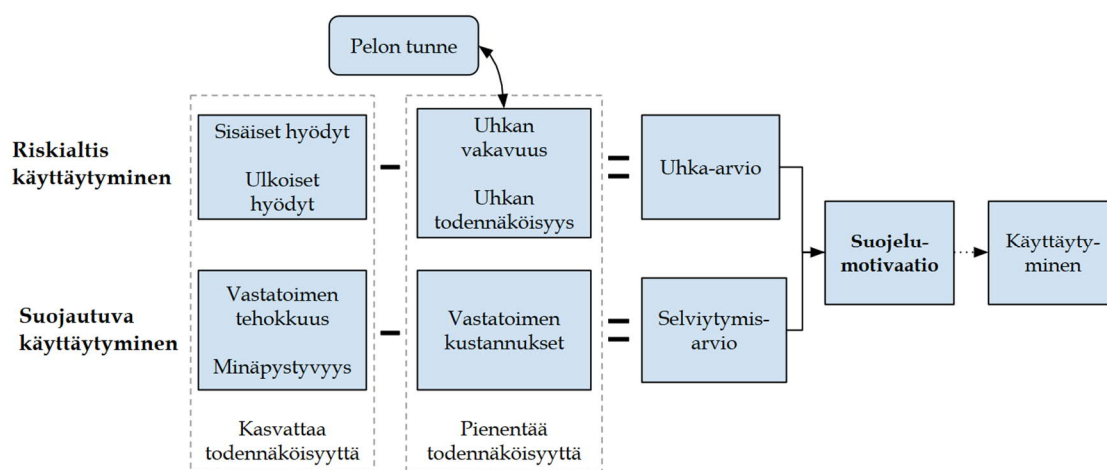 Pelon tunne
Riskialtis
käyttäytyminen
Sisäiset hyödyt
Ulkoiset
hyödyt
Uhkan
vakavuus
Uhkan
todennäköisyys
Uhka-arvio
Suojelu-
motivaatio
Käyttäyty-
minen
Suojautuva
käyttäytyminen
Vastatoimen
tehokkuus
Minäpystyvyys
Vastatoimen
kustannukset
Selviytymis-
arvio
Kasvattaa
todennäköisyyttä
Pienentää
todennäköisyyttä